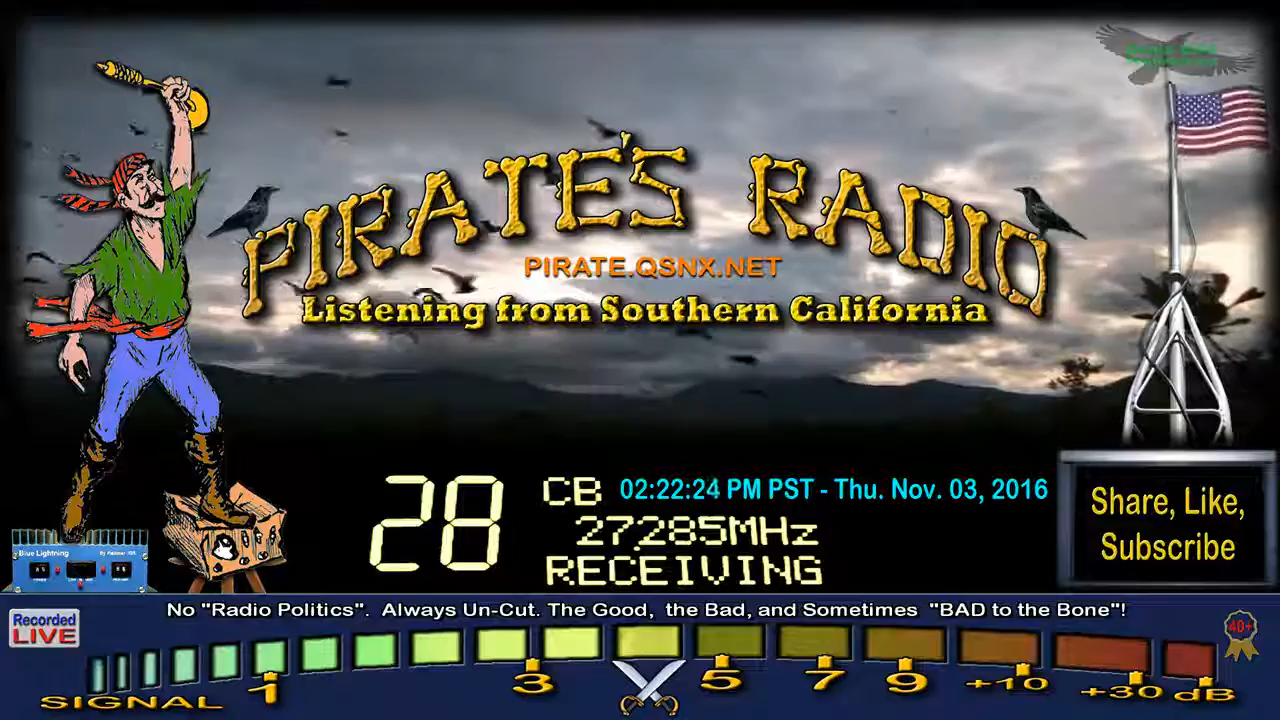 PIRATE'S RADIO
PIRATE.QSNX.NET
Listening from Southern California
28
CB
02:22:24 PM PST - Thu. Nov. 03, 2016
27.285MHz
RECEIVING
Share, Like,
Subscribe
Blue Lightning
Recorded
LIVE
No "Radio Politics". Always Un-Cut. The Good, the Bad, and Sometimes "BAD to the Bone"!
40+
SIGNAL 1 3 5 7 9 +10 +30 dB